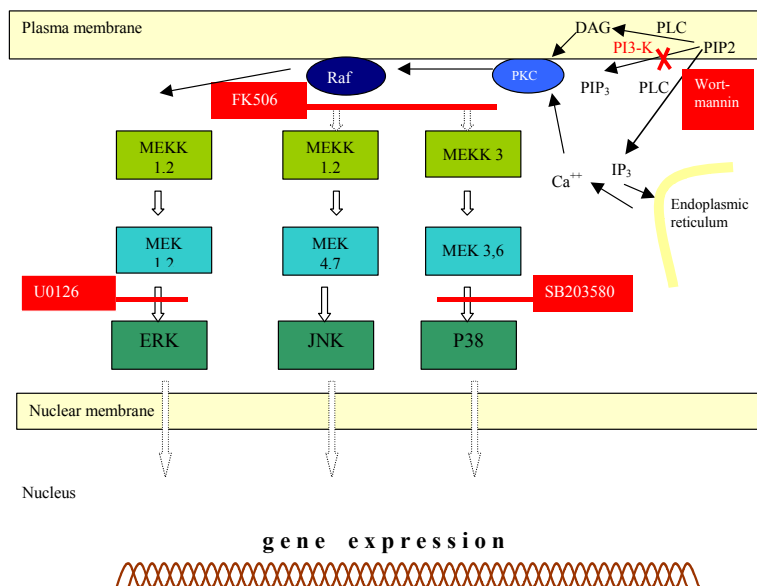 Plasma membrane
DAG
PLC
PI3-K
PIP2
Raf
PKC
PIP3
PLC
Wort-
mannin
FK506
MEKK
1.2
MEKK
1.2
MEKK 3
Ca++
IP3
Endoplasmic
reticulum
MEK
1.2
MEK
4.7
MEK 3,6
U0126
SB203580
ERK
JNK
P38
Nuclear membrane
Nucleus
gene expression